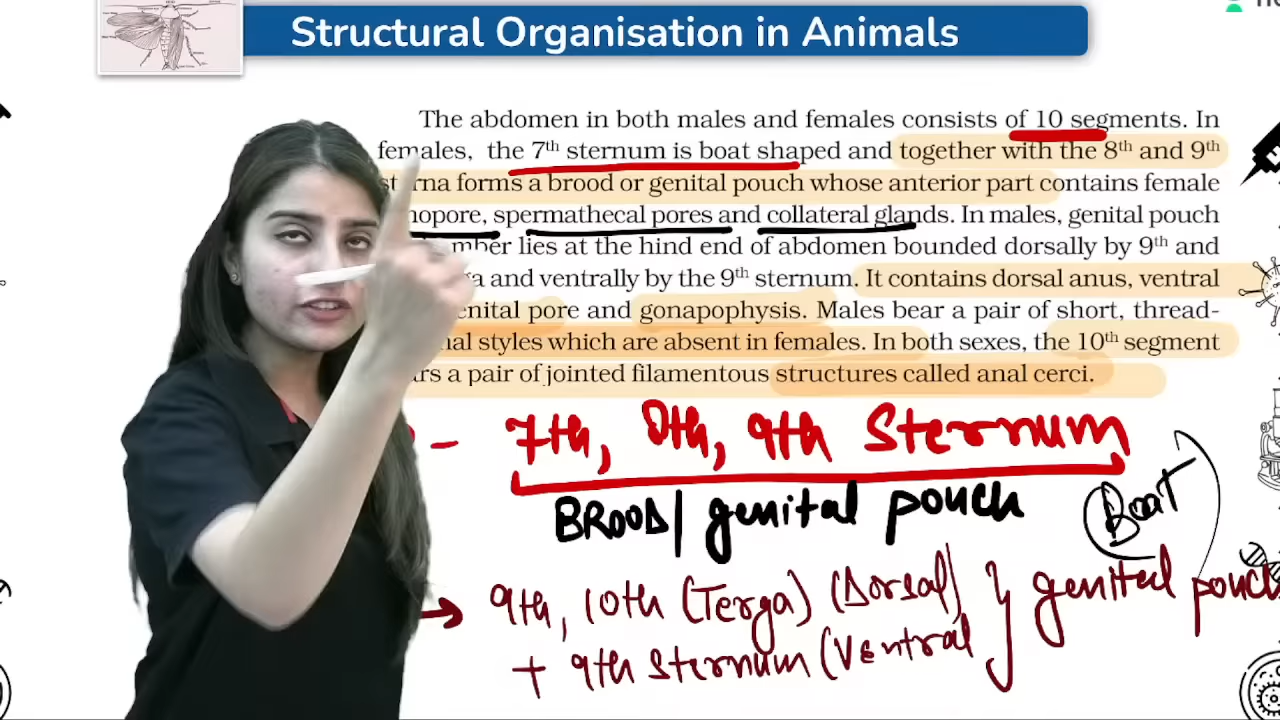 Structural Organisation in Animals
The abdomen in both males and females consists of 10 segments. In
females, the 7th sternum is boat shaped and together with the 8th and 9th
forms a brood or genital pouch whose anterior part contains female
spermathecal pores and collateral glands. In males, genital pouch
lies at the hind end of abdomen bounded dorsally by 9th and
and ventrally by the 9th sternum. It contains dorsal anus, ventral
pore and gonapophysis. Males bear a pair of short, thread-
styles which are absent in females. In both sexes, the 10th segment
a pair of jointed filamentous structures called anal cerci.
- 7th, 8th, 9th Sternum
BROOD/ genital pouch
Boat
→ 9th, 10th (Terga) (Dorsal) } genital pouch
+ 9th Sternum (Ventral